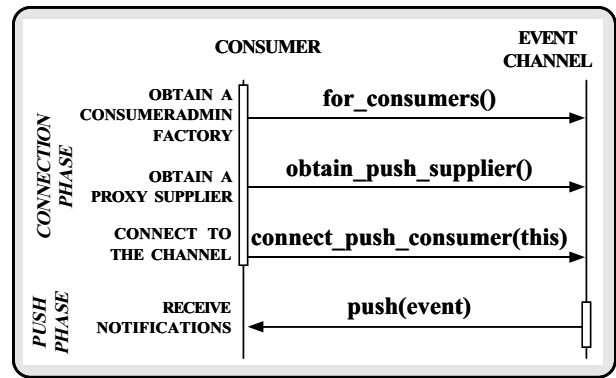 CONSUMER
EVENT
CHANNEL
CONNECTION
PHASE
OBTAIN A
CONSUMERADMIN
FACTORY
for_consumers()
OBTAIN A
PROXY SUPPLIER
obtain_push_supplier()
CONNECT TO
THE CHANNEL
connect_push_consumer(this)
PUSH
PHASE
RECEIVE
NOTIFICATIONS
push(event)